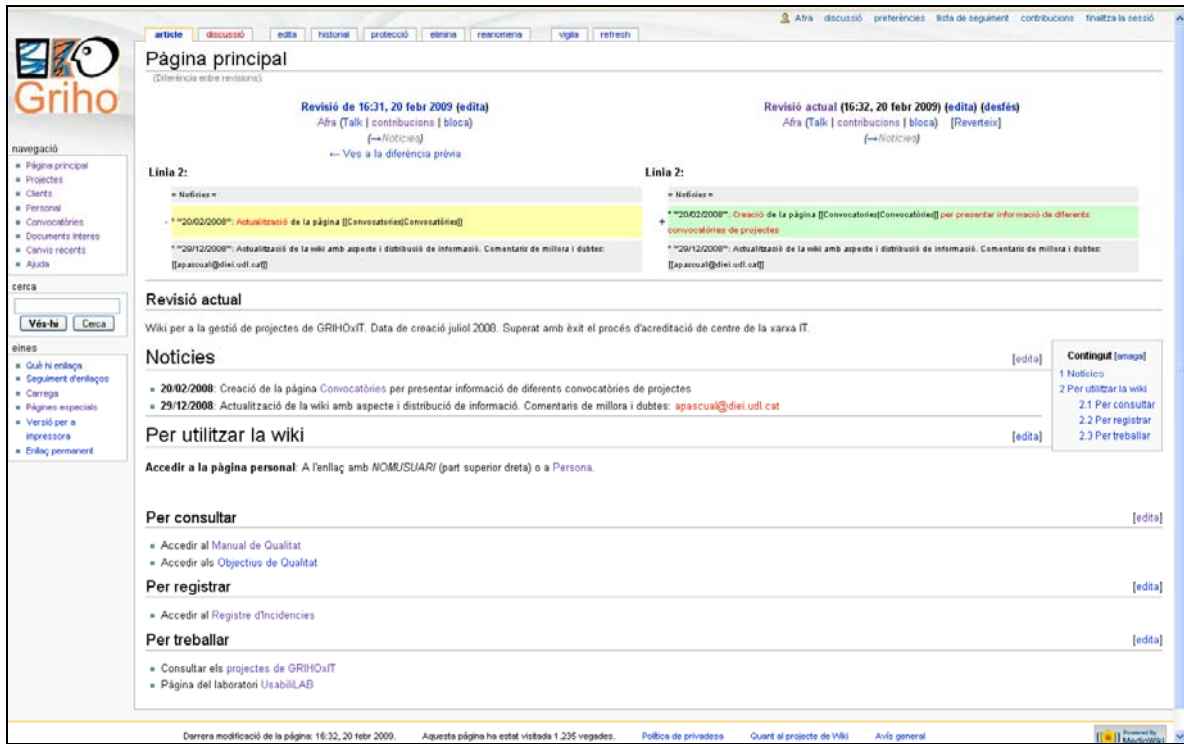 Afra discussió preferències llista de seguiment contribucions finalitza la sessió
article discussió edita historial protecció elimina reanomena vigila refresh
Griho
Pàgina principal
(Diferència entre revisions)
Revisió de 16:31, 20 febr 2009 (edita)
Afra (Talk | contribucions | bloca)
(→Notícies)
← Ves a la diferència prèvia
Revisió actual (16:32, 20 febr 2009) (edita) (desfés)
Afra (Talk | contribucions | bloca) [Reverteix]
(→Notícies)
Línia 2:
= Notícies =
- * '''20/02/2008''': Actualització de la pàgina [[Convocatories|Convocatòries]]
* '''29/12/2008''': Actualització de la wiki amb aspecte i distribució de informasió. Comentaris de millora i dubtes:
[[apascual@diei.udl.cat]]
Línia 2:
= Notícies =
+ * '''20/02/2008''': Creació de la pàgina [[Convocatories|Convocatòries]] per presentar informació de diferents
convocatòries de projectes
* '''29/12/2008''': Actualització de la wiki amb aspecte i distribució de informasió. Comentaris de millora i dubtes:
[[apascual@diei.udl.cat]]
navegació
Pàgina principal
Projectes
Clients
Personal
Convocatòries
Documents Interes
Canvis recents
Ajuda
cerca
Vés-hi Cerca
eines
Què hi enllaça
Seguiment d'enllaços
Carrega
Pàgines especials
Versió per a
impressora
Enllaç permanent
Revisió actual
Wiki per a la gestió de projectes de GRIHOxIT. Data de creació juliol 2008. Superat amb èxit el procés d'acreditació de centre de la xarxa IT.
Notícies [edita]
20/02/2008: Creació de la pàgina Convocatòries per presentar informació de diferents convocatòries de projectes
29/12/2008: Actualització de la wiki amb aspecte i distribució de informasió. Comentaris de millora i dubtes: apascual@diei.udl.cat
Contingut [amaga]
1 Notícies
2 Per utilitzar la wiki
2.1 Per consultar
2.2 Per registrar
2.3 Per treballar
Per utilitzar la wiki [edita]
Accedir a la pàgina personal: A l'enllaç amb NOMUSUARI (part superior dreta) o a Persona.
Per consultar [edita]
Accedir al Manual de Qualitat
Accedir als Objectius de Qualitat
Per registrar [edita]
Accedir al Registre d'Incidencies
Per treballar [edita]
Consultar els projectes de GRIHOxIT
Pàgina del laboratori UsabiliLAB
Darrera modificació de la pàgina: 16:32, 20 febr 2009. Aquesta pàgina ha estat visitada 1.235 vegades. Política de privadesa Quant al projecte de Viki Avís general
Powered By
MediaWiki